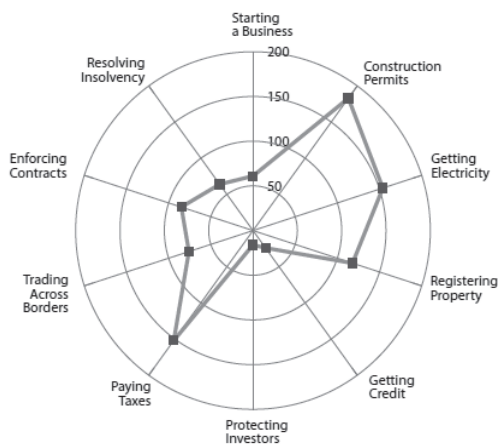 Starting
a Business
200
150
100
50
Construction
Permits
Getting
Electricity
Registering
Property
Getting
Credit
Protecting
Investors
Paying
Taxes
Trading
Across
Borders
Enforcing
Contracts
Resolving
Insolvency